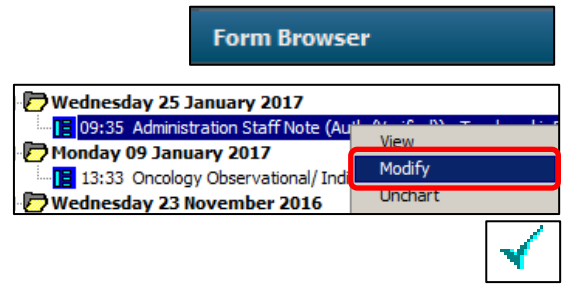 Form Browser
Wednesday 25 January 2017
09:35 Administration Staff Note
View
Monday 09 January 2017
Modify
13:33 Oncology Observational/
Unchart
Wednesday 23 November 2016